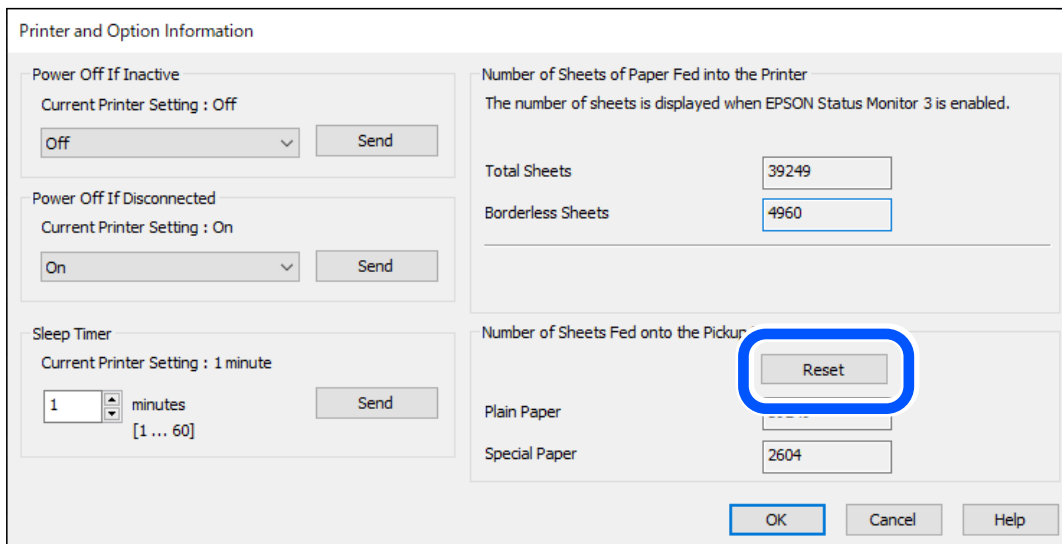 Printer and Option Information
Power Off If Inactive
Current Printer Setting : Off
Off
Send
Power Off If Disconnected
Current Printer Setting : On
On
Send
Sleep Timer
Current Printer Setting : 1 minute
1
minutes
Send
[1 ... 60]
Number of Sheets of Paper Fed into the Printer
The number of sheets is displayed when EPSON Status Monitor 3 is enabled.
Total Sheets
39249
Borderless Sheets
4960
Number of Sheets Fed onto the Pickup
Reset
Plain Paper
Special Paper
2604
OK
Cancel
Help